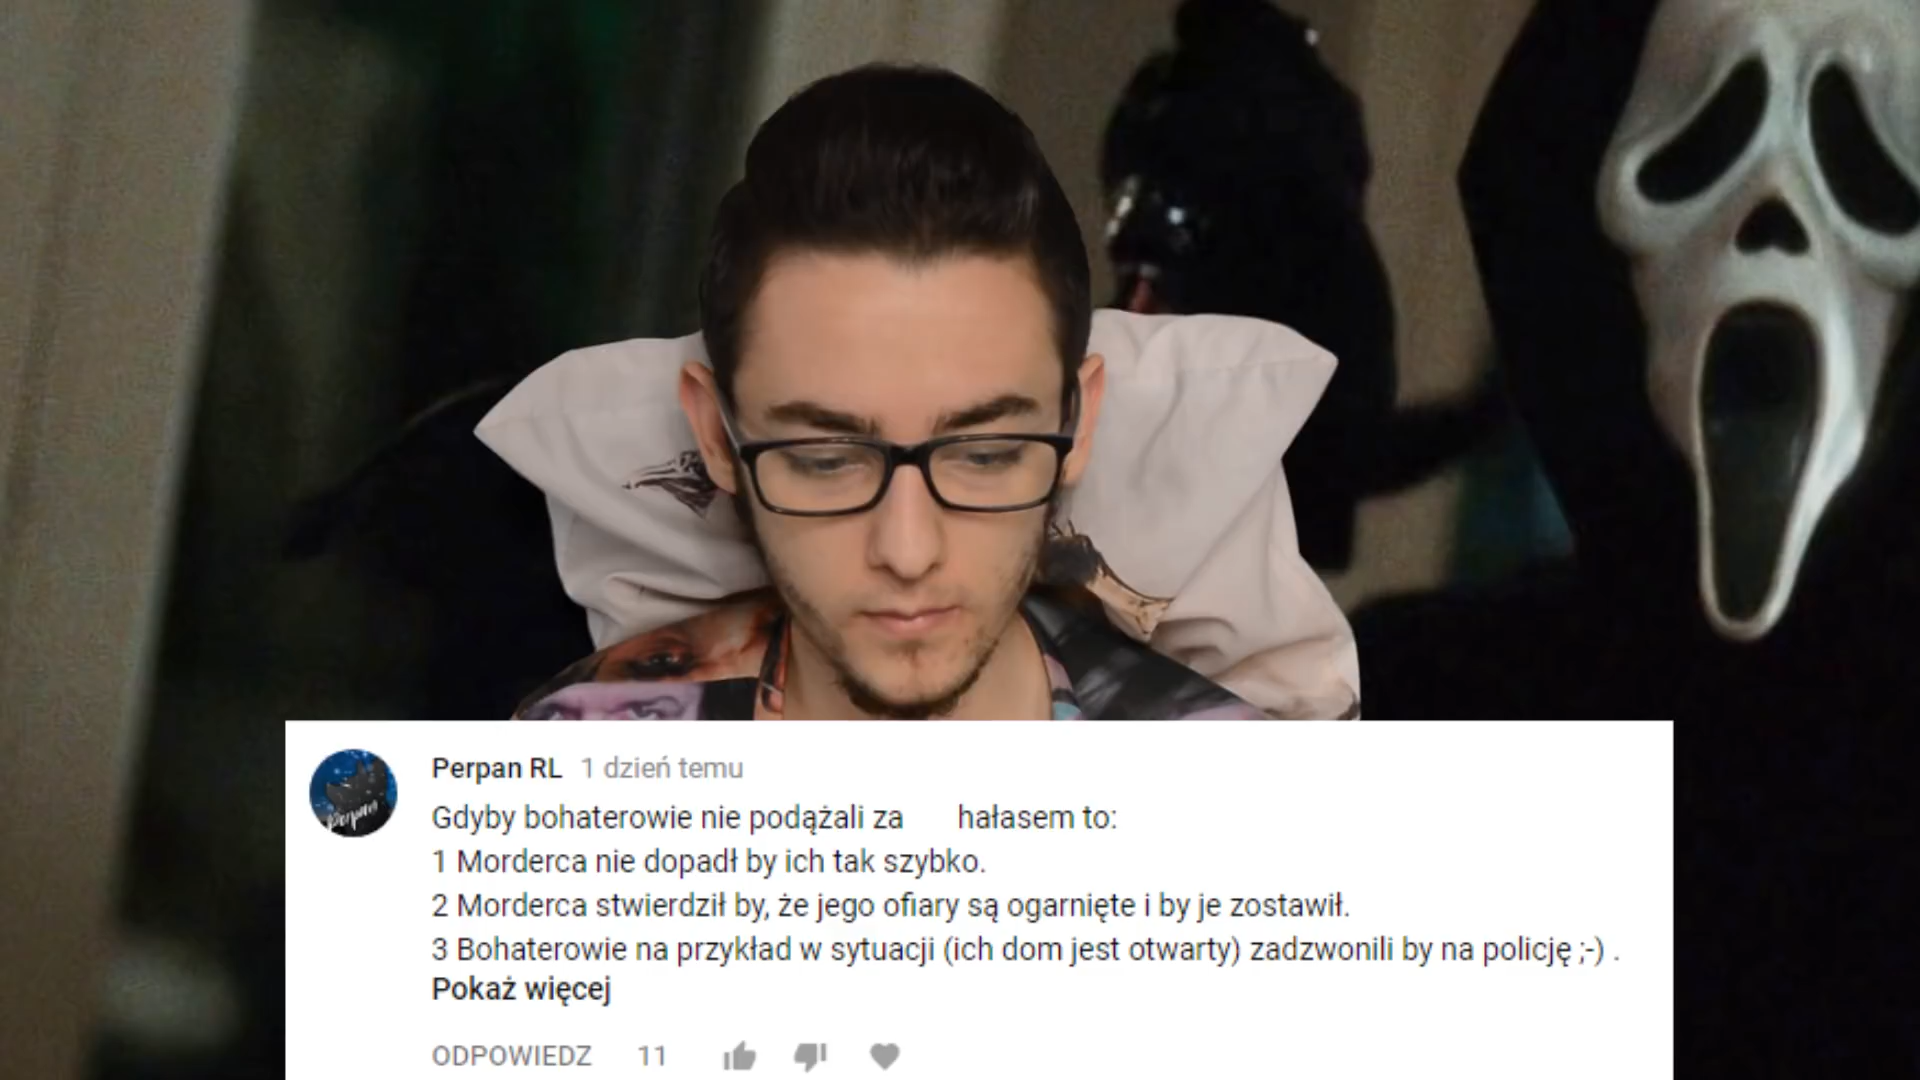 Perpan RL 1 dzień temu
Gdyby bohaterowie nie podążali za hałasem to:
1 Morderca nie dopadł by ich tak szybko.
2 Morderca stwierdził by, że jego ofiary są ogarnięte i by je zostawił.
3 Bohaterowie na przykład w sytuacji (ich dom jest otwarty) zadzwonili by na policję ;-) .
Pokaż więcej
ODPOWIEDZ 11
Perpan